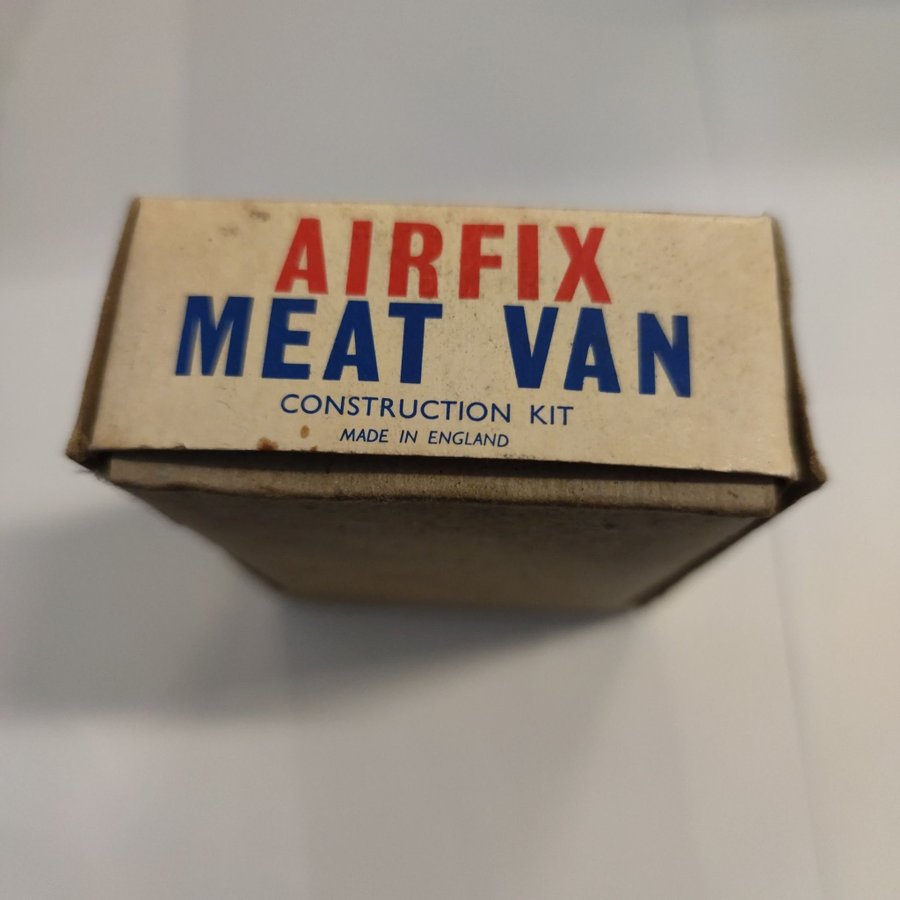 AIRFIX
MEAT VAN
CONSTRUCTION KIT
MADE IN ENGLAND